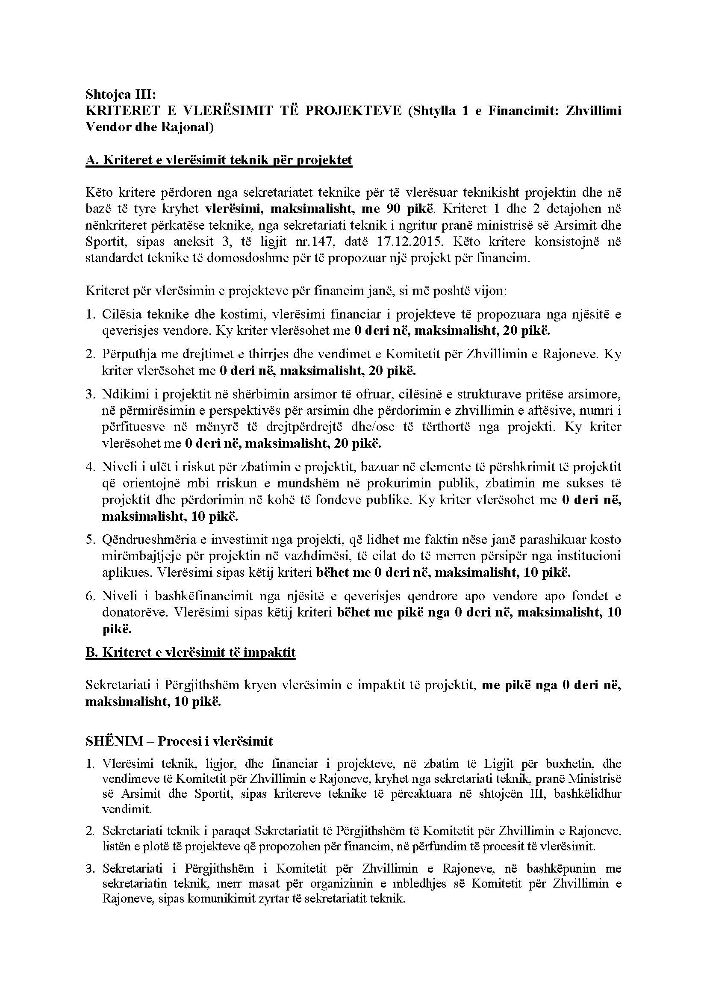 Shtojca III:
KRITERET E VLERËSIMIT TË PROJEKTEVE (Shtylla 1 e Financimit: Zhvillimi
Vendor dhe Rajonal)
A. Kriteret e vlerësimit teknik për projektet
Këto kritere përdoren nga sekretariatet teknike për të vlerësuar teknikisht projektin dhe në
bazë të tyre kryhet vlerësimi, maksimalisht, me 90 pikë. Kriteret 1 dhe 2 detajohen në
nënkriteret përkatëse teknike, nga sekretariati teknik i ngritur pranë ministrisë së Arsimit dhe
Sportit, sipas aneksit 3, të ligjit nr.147, datë 17.12.2015. Këto kritere konsistojnë në
standardet teknike të domosdoshme për të propozuar një projekt për financim.
Kriteret për vlerësimin e projekteve për financim janë, si më poshtë vijon:
1. Cilësia teknike dhe kostimi, vlerësimi financiar i projekteve të propozuara nga njësitë e
qeverisjes vendore. Ky kriter vlerësohet me 0 deri në, maksimalisht, 20 pikë.
2. Përputhja me drejtimet e thirrjes dhe vendimet e Komitetit për Zhvillimin e Rajoneve. Ky
kriter vlerësohet me 0 deri në, maksimalisht, 20 pikë.
3. Ndikimi i projektit në shërbimin arsimor të ofruar, cilësinë e strukturave pritëse arsimore,
në përmirësimin e perspektivës për arsimin dhe përdorimin e zhvillimin e aftësive, numri i
përfituesve në mënyrë të drejtpërdrejtë dhe/ose të tërthortë nga projekti. Ky kriter
vlerësohet me 0 deri në, maksimalisht, 20 pikë.
4. Niveli i ulët i riskut për zbatimin e projektit, bazuar në elemente të përshkrimit të projektit
që orientojnë mbi rriskun e mundshëm në prokurimin publik, zbatimin me sukses të
projektit dhe përdorimin në kohë të fondeve publike. Ky kriter vlerësohet me 0 deri në,
maksimalisht, 10 pikë.
5. Qëndrueshmëria e investimit nga projekti, që lidhet me faktin nëse janë parashikuar kosto
mirëmbajtjeje për projektin në vazhdimësi, të cilat do të merren përsipër nga institucioni
aplikues. Vlerësimi sipas këtij kriteri bëhet me 0 deri në, maksimalisht, 10 pikë.
6. Niveli i bashkëfinancimit nga njësitë e qeverisjes qendrore apo vendore apo fondet e
donatorëve. Vlerësimi sipas këtij kriteri bëhet me pikë nga 0 deri në, maksimalisht, 10
pikë.
B. Kriteret e vlerësimit të impaktit
Sekretariati i Përgjithshëm kryen vlerësimin e impaktit të projektit, me pikë nga 0 deri në,
maksimalisht, 10 pikë.
SHËNIM – Procesi i vlerësimit
1. Vlerësimi teknik, ligjor, dhe financiar i projekteve, në zbatim të Ligjit për buxhetin, dhe
vendimeve të Komitetit për Zhvillimin e Rajoneve, kryhet nga sekretariati teknik, pranë Ministrisë
së Arsimit dhe Sportit, sipas kritereve teknike të përcaktuara në shtojcën III, bashkëlidhur
vendimit.
2. Sekretariati teknik i paraqet Sekretariatit të Përgjithshëm të Komitetit për Zhvillimin e Rajoneve,
listën e plotë të projekteve që propozohen për financim, në përfundim të procesit të vlerësimit.
3. Sekretariati i Përgjithshëm i Komitetit për Zhvillimin e Rajoneve, në bashkëpunim me
sekretariatin teknik, merr masat për organizimin e mbledhjes së Komitetit për Zhvillimin e
Rajoneve, sipas komunikimit zyrtar të sekretariatit teknik.